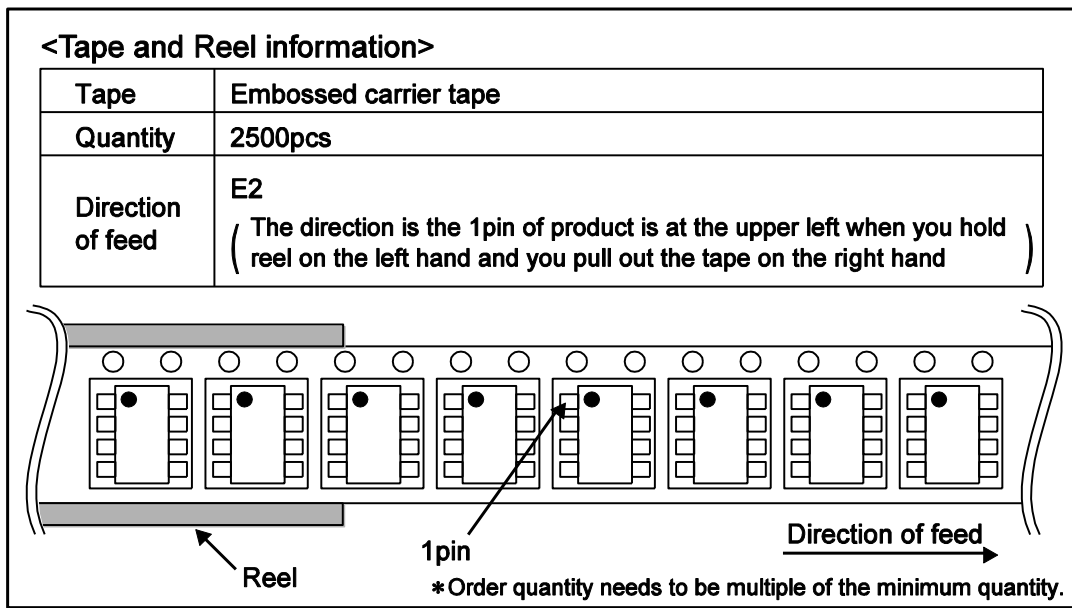 <Tape and Reel information>
Tape Embossed carrier tape
Quantity 2500pcs
Direction of feed E2
( The direction is the 1pin of product is at the upper left when you hold
reel on the left hand and you pull out the tape on the right hand )
1pin
Direction of feed
Reel
*Order quantity needs to be multiple of the minimum quantity.